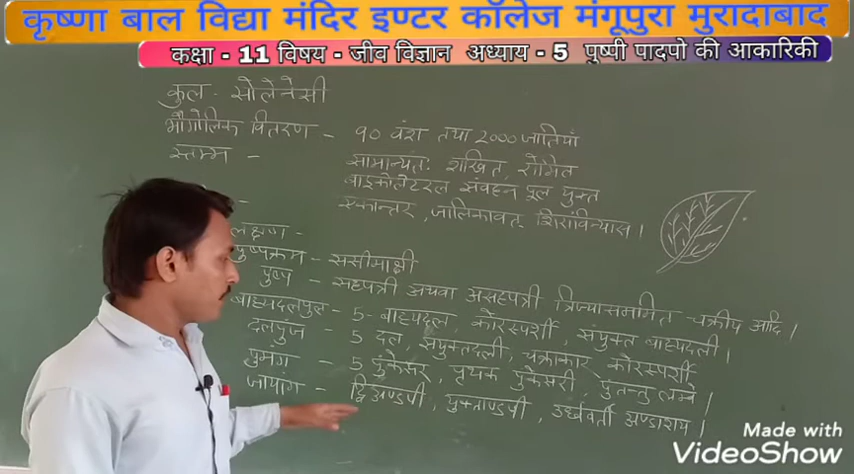 कृष्णा बाल विद्या मंदिर इण्टर कॉलेज मंगूपुरा मुरादाबाद
कक्षा - 11 विषय - जीव विज्ञान अध्याय - 5 पुष्पी पादपो की आकारिकी
कुल - सोलेनेसी
भौगोलिक वितरण - ९० वंश तथा 2000 जातियां
स्तम्भ - सामान्यतः शाखित, रोमिल
बाइकोलेटरल संवहन पूल युक्त
- एकान्तर, जालिकावत शिराविन्यास।
लक्षण -
पुष्पक्रम - ससीमाक्षी
पुष्प - सहपत्री अथवा असहपत्री त्रिज्यासममित चक्रीय आदि।
बाह्यदलपुंज - 5 - बाह्यदल, कोरस्पर्शी, संयुक्त बाह्यदली।
दलपुंज - 5 दल, संयुक्तदली, चक्राकार, कोरस्पर्शी
पुमंग - 5 पुंकेसर, पृथक पुंकेसरी, पुतन्तु लम्बे।
जायांग - द्विअण्डपी, युक्ताण्डपी, उर्ध्ववर्ती अण्डाशय।
Made with
VideoShow